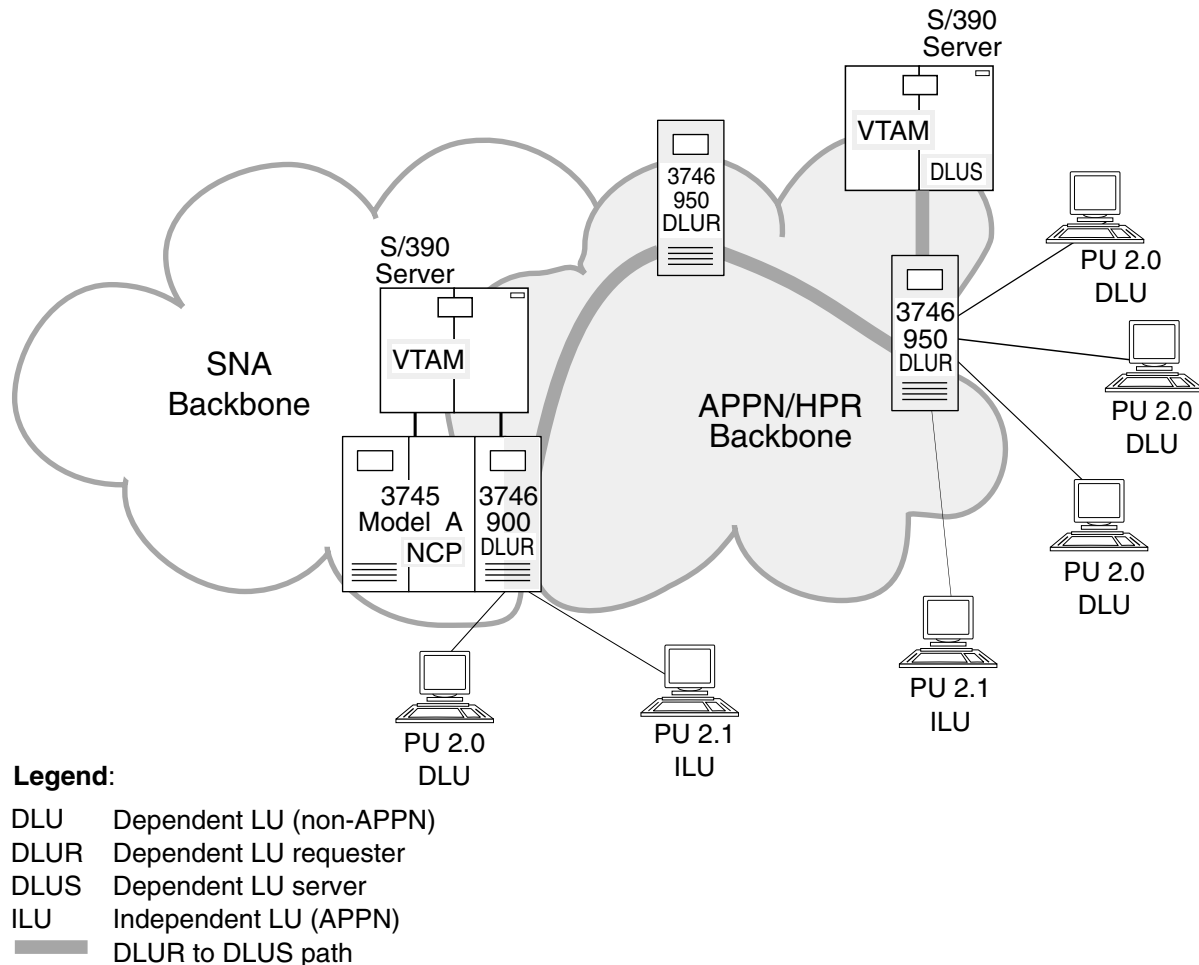 S/390
Server
VTAM
DLUS
3746
950
DLUR
S/390
Server
VTAM
SNA
Backbone
APPN/HPR
Backbone
3746
950
DLUR
PU 2.0
DLU
PU 2.0
DLU
PU 2.0
DLU
3745
Model A
NCP
3746
900
DLUR
PU 2.0
DLU
PU 2.1
ILU
PU 2.1
ILU
Legend:
DLU Dependent LU (non-APPN)
DLUR Dependent LU requester
DLUS Dependent LU server
ILU Independent LU (APPN)
DLUR to DLUS path